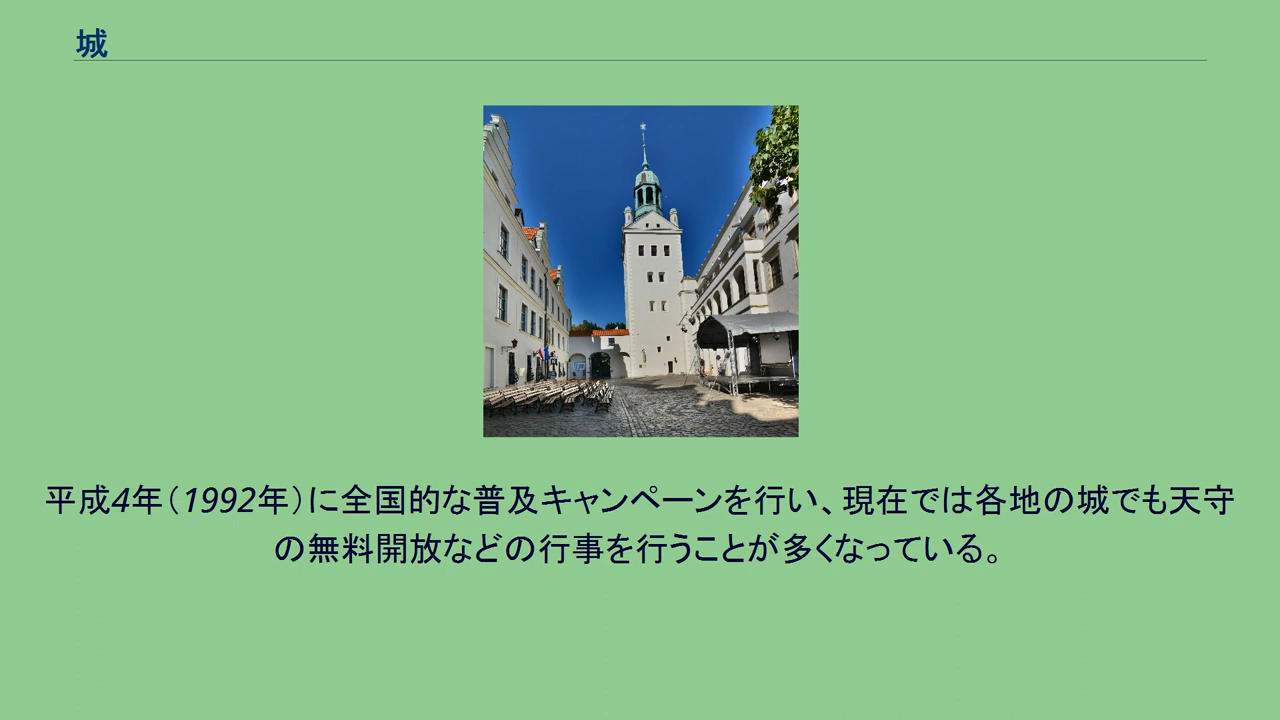 城
平成4年（1992年）に全国的な普及キャンペーンを行い、現在では各地の城でも天守
の無料開放などの行事を行うことが多くなっている。